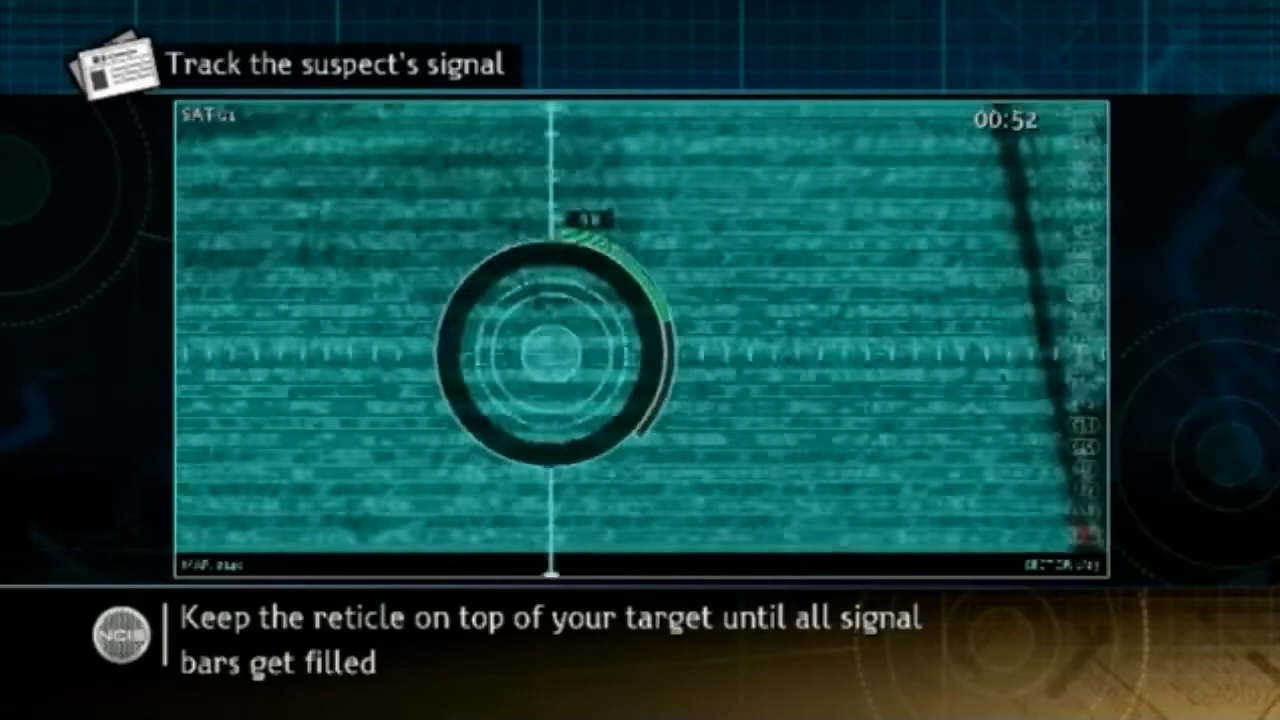 Track the suspect's signal
00:52
Keep the reticle on top of your target until all signal
bars get filled
NCIS